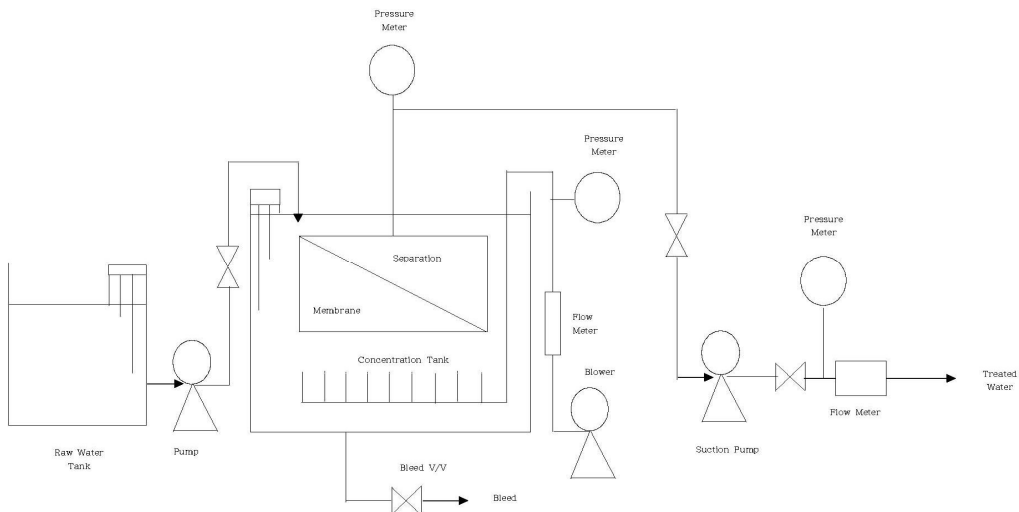 Pressure
Meter
Pressure
Meter
Pressure
Meter
Separation
Membrane
Flow
Meter
Concentration Tank
Blower
Treated
Water
Flow Meter
Raw Water
Tank
Pump
Suction Pump
Bleed V/V
Bleed